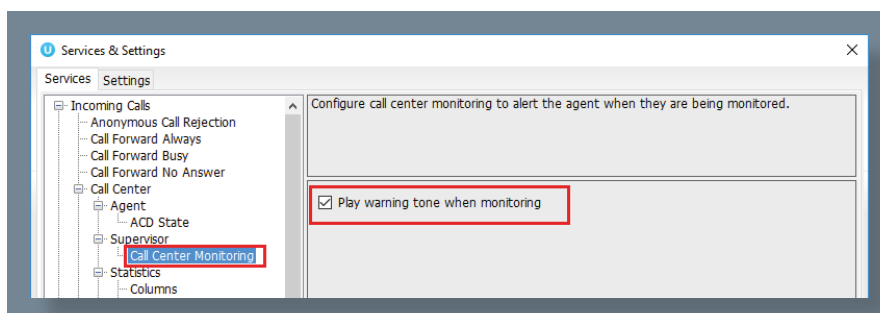 Services & Settings
Services Settings
Incoming Calls
Anonymous Call Rejection
Call Forward Always
Call Forward Busy
Call Forward No Answer
Call Center
Agent
ACD State
Supervisor
Call Center Monitoring
Statistics
Columns
Configure call center monitoring to alert the agent when they are being monitored.
Play warning tone when monitoring